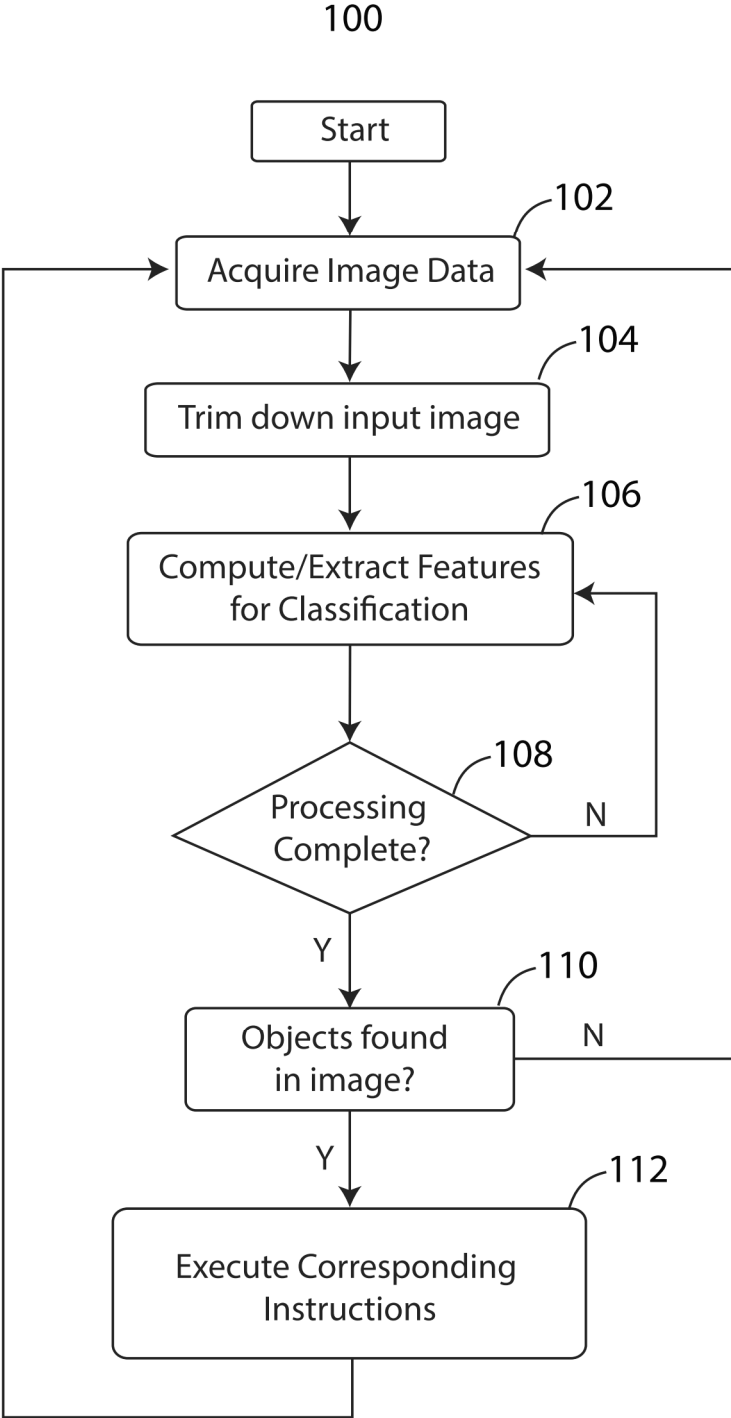 100
Start
102
Acquire Image Data
104
Trim down input image
106
Compute/Extract Features
for Classification
108
Processing
Complete?
N
Y
110
Objects found
in image?
N
Y
112
Execute Corresponding
Instructions